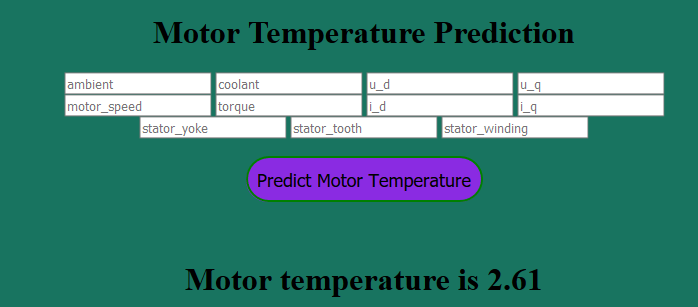 Motor Temperature Prediction
ambient coolant u_d u_q
motor_speed torque i_d i_q
stator_yoke stator_tooth stator_winding
Predict Motor Temperature
Motor temperature is 2.61